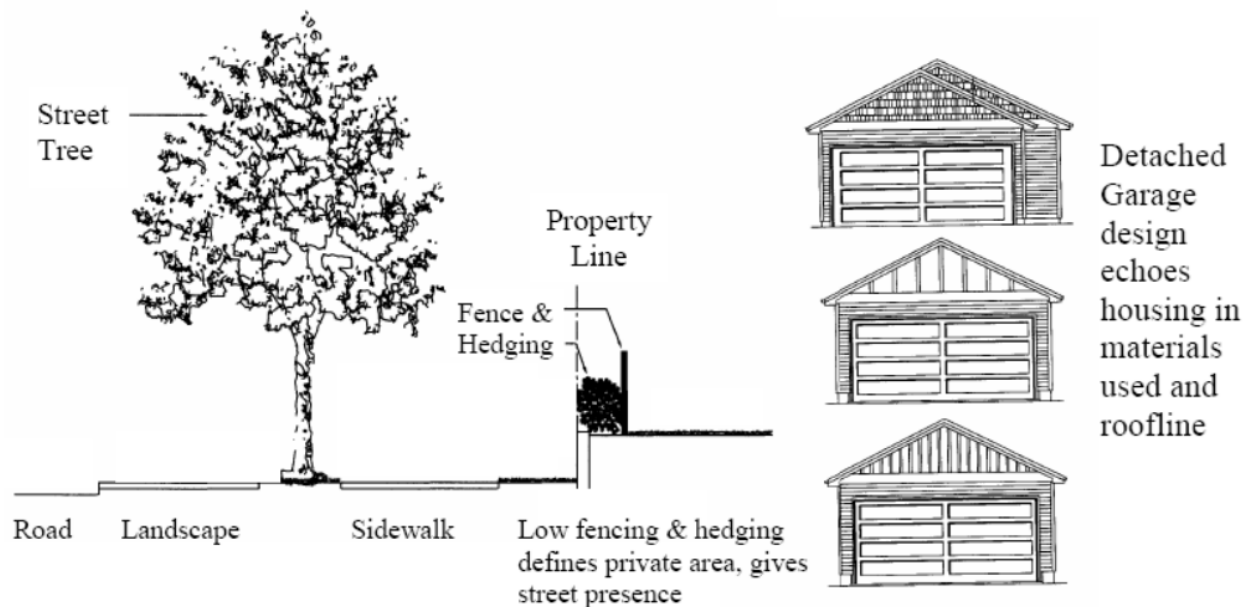 Street
Tree
Property
Line
Fence &
Hedging
Road
Landscape
Sidewalk
Low fencing & hedging
defines private area, gives
street presence
Detached
Garage
design
echoes
housing in
materials
used and
roofline